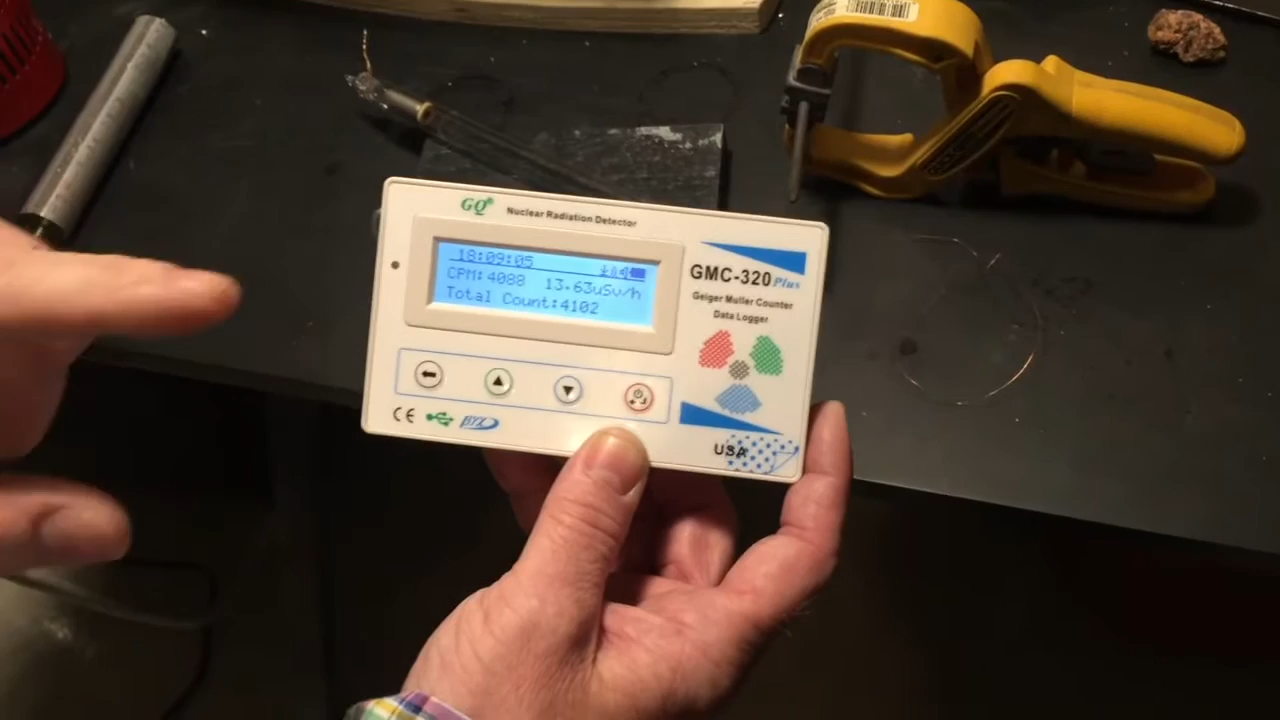 GQ®
Nuclear Radiation Detector
18:09:05
CPM:4088 13.63uSv/h
Total Count:4102
GMC-320 Plus
Geiger Muller Counter
Data Logger
CE
USA